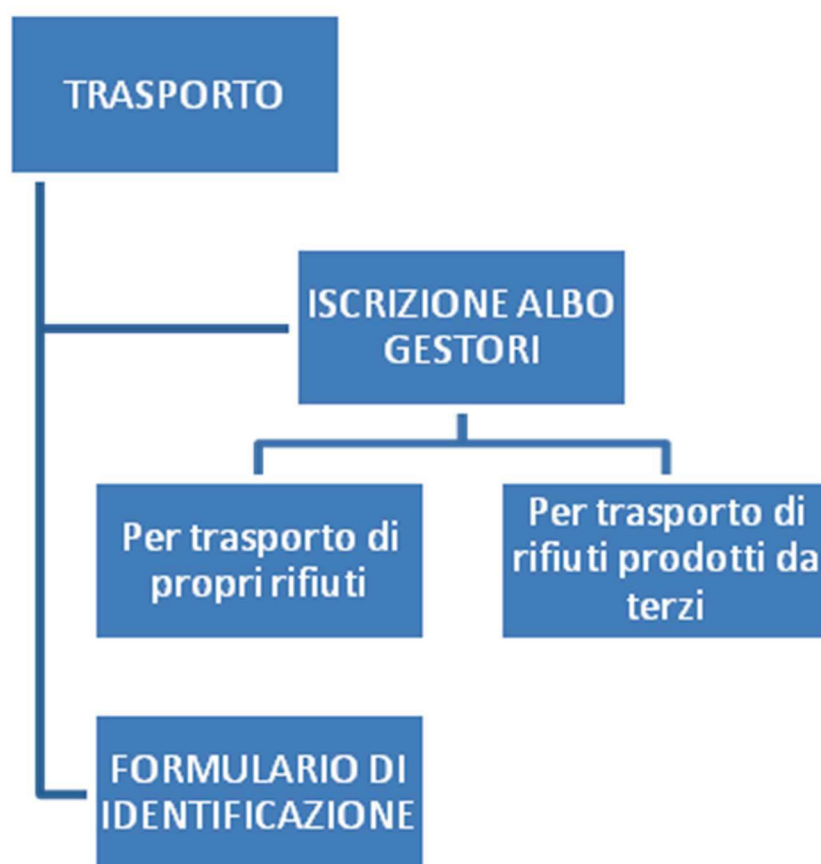 TRASPORTO
ISCRIZIONE ALBO
GESTORI
Per trasporto di
propri rifiuti
Per trasporto di
rifiuti prodotti da
terzi
FORMULARIO DI
IDENTIFICAZIONE